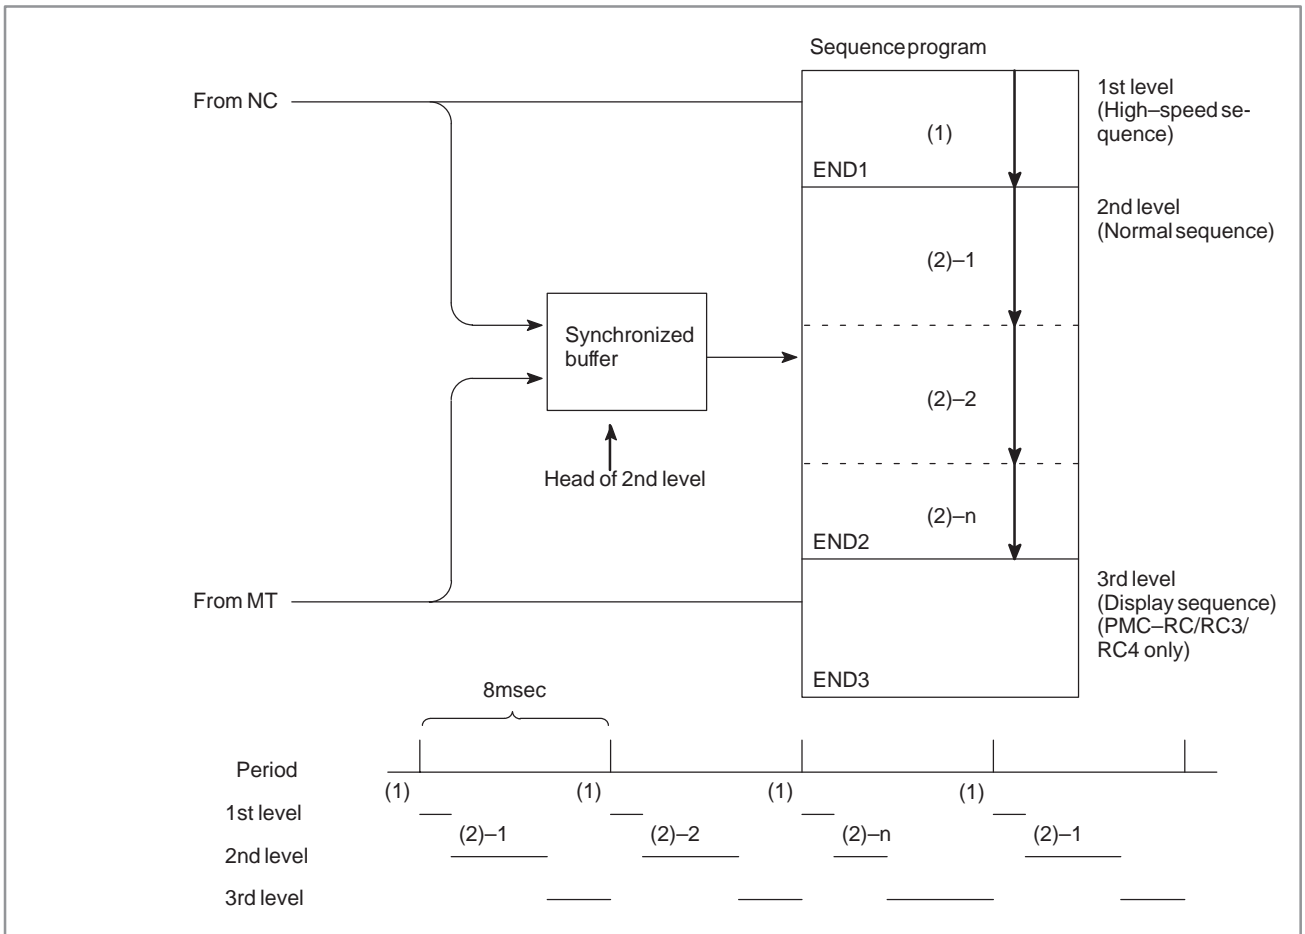 Sequence program
From NC
1st level
(High–speed se-
quence)
(1)
END1
2nd level
(Normal sequence)
(2)–1
Synchronized
buffer
(2)–2
Head of 2nd level
(2)–n
END2
From MT
3rd level
(Display sequence)
(PMC–RC/RC3/
RC4 only)
END3
8msec
Period
(1) (1) (1) (1)
1st level
(2)–1 (2)–2 (2)–n (2)–1
2nd level
3rd level